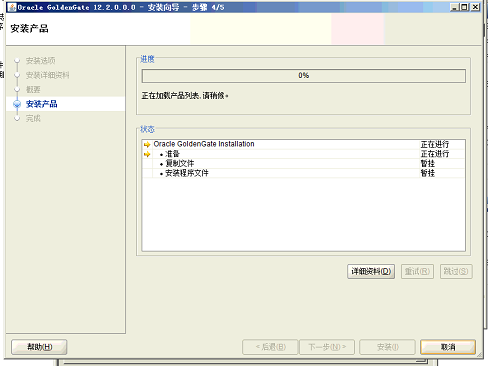 Oracle GoldenGate 12.2.0.0.0 - 安装向导 - 步骤 4/5
安装产品
安装选项
安装详细资料
概要
安装产品
完成
进度
0%
正在加载产品列表,请稍候。
状态
Oracle GoldenGate Installation 正在进行
• 准备 正在进行
• 复制文件 暂挂
• 安装程序文件 暂挂
详细资料(D)
重试(R)
跳过(S)
帮助(H)
< 后退(B)
下一步(N) >
安装(I)
取消